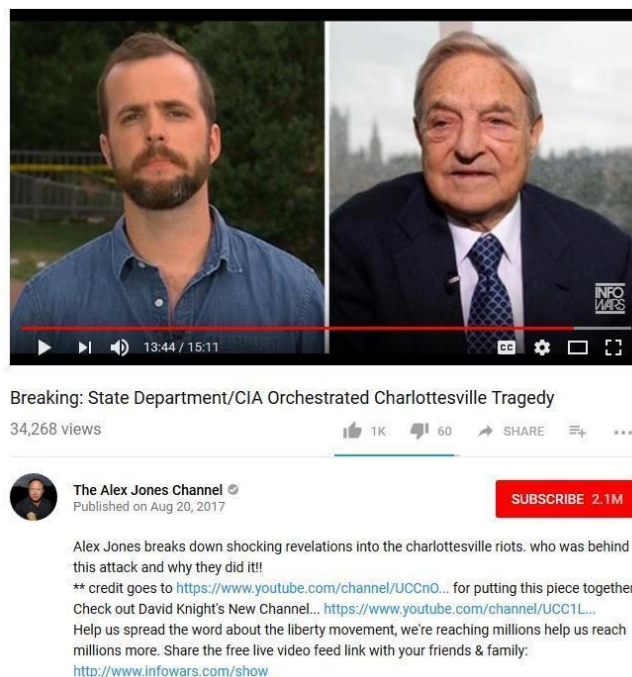 INFO
WARS
13:44 / 15:11
CC
Breaking: State Department/CIA Orchestrated Charlottesville Tragedy
34,268 views
1K 60 SHARE
The Alex Jones Channel
SUBSCRIBE 2.1M
Published on Aug 20, 2017
Alex Jones breaks down shocking revelations into the charlottesville riots. who was behind
this attack and why they did it!!
** credit goes to https://www.youtube.com/channel/UCCnO... for putting this piece together
Check out David Knight's New Channel... https://www.youtube.com/channel/UCC1L...
Help us spread the word about the liberty movement, we're reaching millions help us reach
millions more. Share the free live video feed link with your friends & family:
http://www.infowars.com/show